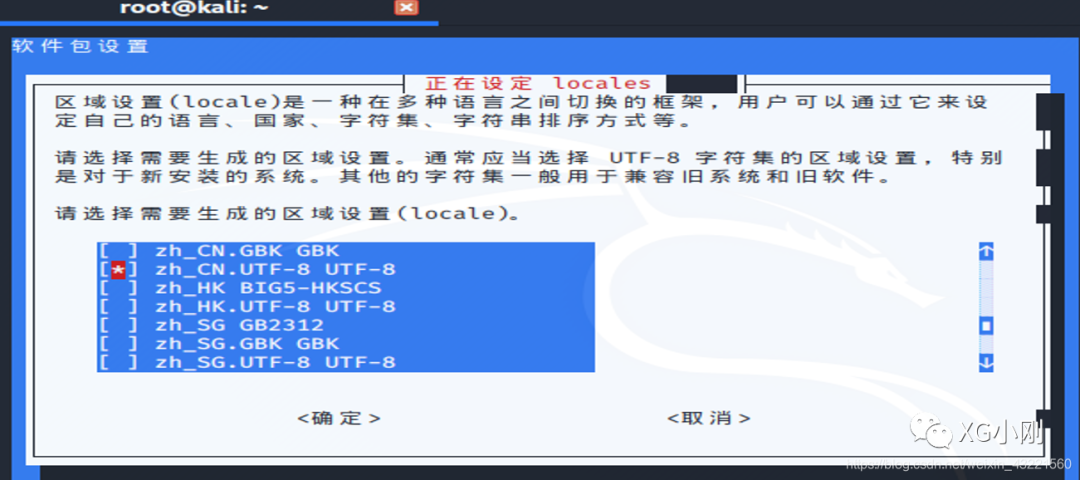 root@kali: ~
软件包设置
正在设定 locales
区域设置(locale)是一种在多种语言之间切换的框架，用户可以通过它来设
定自己的语言、国家、字符集、字符串排序方式等。
请选择需要生成的区域设置。通常应当选择 UTF-8 字符集的区域设置，特别
是对于新安装的系统。其他的字符集一般用于兼容旧系统和旧软件。
请选择需要生成的区域设置(locale)。
[ ] zh_CN.GBK GBK
[*] zh_CN.UTF-8 UTF-8
[ ] zh_HK BIG5-HKSCS
[ ] zh_HK.UTF-8 UTF-8
[ ] zh_SG GB2312
[ ] zh_SG.GBK GBK
[ ] zh_SG.UTF-8 UTF-8
<确定> <取消>
XG小刚
https://blog.csdn.net/weixin_43221560